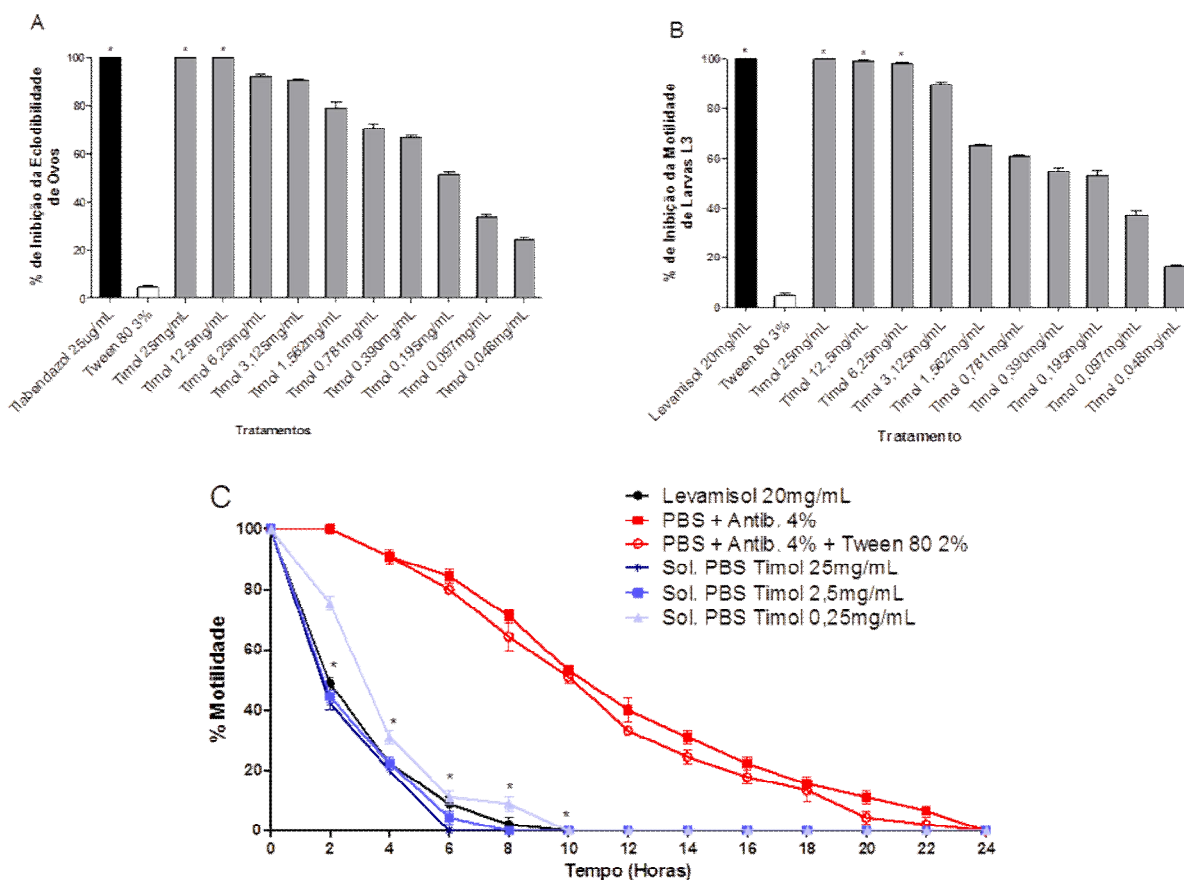 A
% de Inibição da Eclodibilidade
de Ovos
* * *
100
80
60
40
20
0
Tiabendazol 25ug/mL
Tween 80 3%
Timol 25mg/mL
Timol 12,5mg/mL
Timol 6,25mg/mL
Timol 3,125mg/mL
Timol 1,562mg/mL
Timol 0,781mg/mL
Timol 0,390mg/mL
Timol 0,195mg/mL
Timol 0,097mg/mL
Timol 0,048mg/mL
Tratamentos
B
% de Inibição da Motilidade
de Larvas L3
* * * *
100
80
60
40
20
0
Levamisol 20mg/mL
Tween 80 3%
Timol 25mg/mL
Timol 12,5mg/mL
Timol 6,25mg/mL
Timol 3,125mg/mL
Timol 1,562mg/mL
Timol 0,781mg/mL
Timol 0,390mg/mL
Timol 0,195mg/mL
Timol 0,097mg/mL
Timol 0,048mg/mL
Tratamento
C
Levamisol 20mg/mL
PBS + Antib. 4%
PBS + Antib. 4% + Tween 80 2%
Sol. PBS Timol 25mg/mL
Sol. PBS Timol 2,5mg/mL
Sol. PBS Timol 0,25mg/mL
% Motilidade
100
80
60
40
20
0
* * * * *
0 2 4 6 8 10 12 14 16 18 20 22 24
Tempo (Horas)